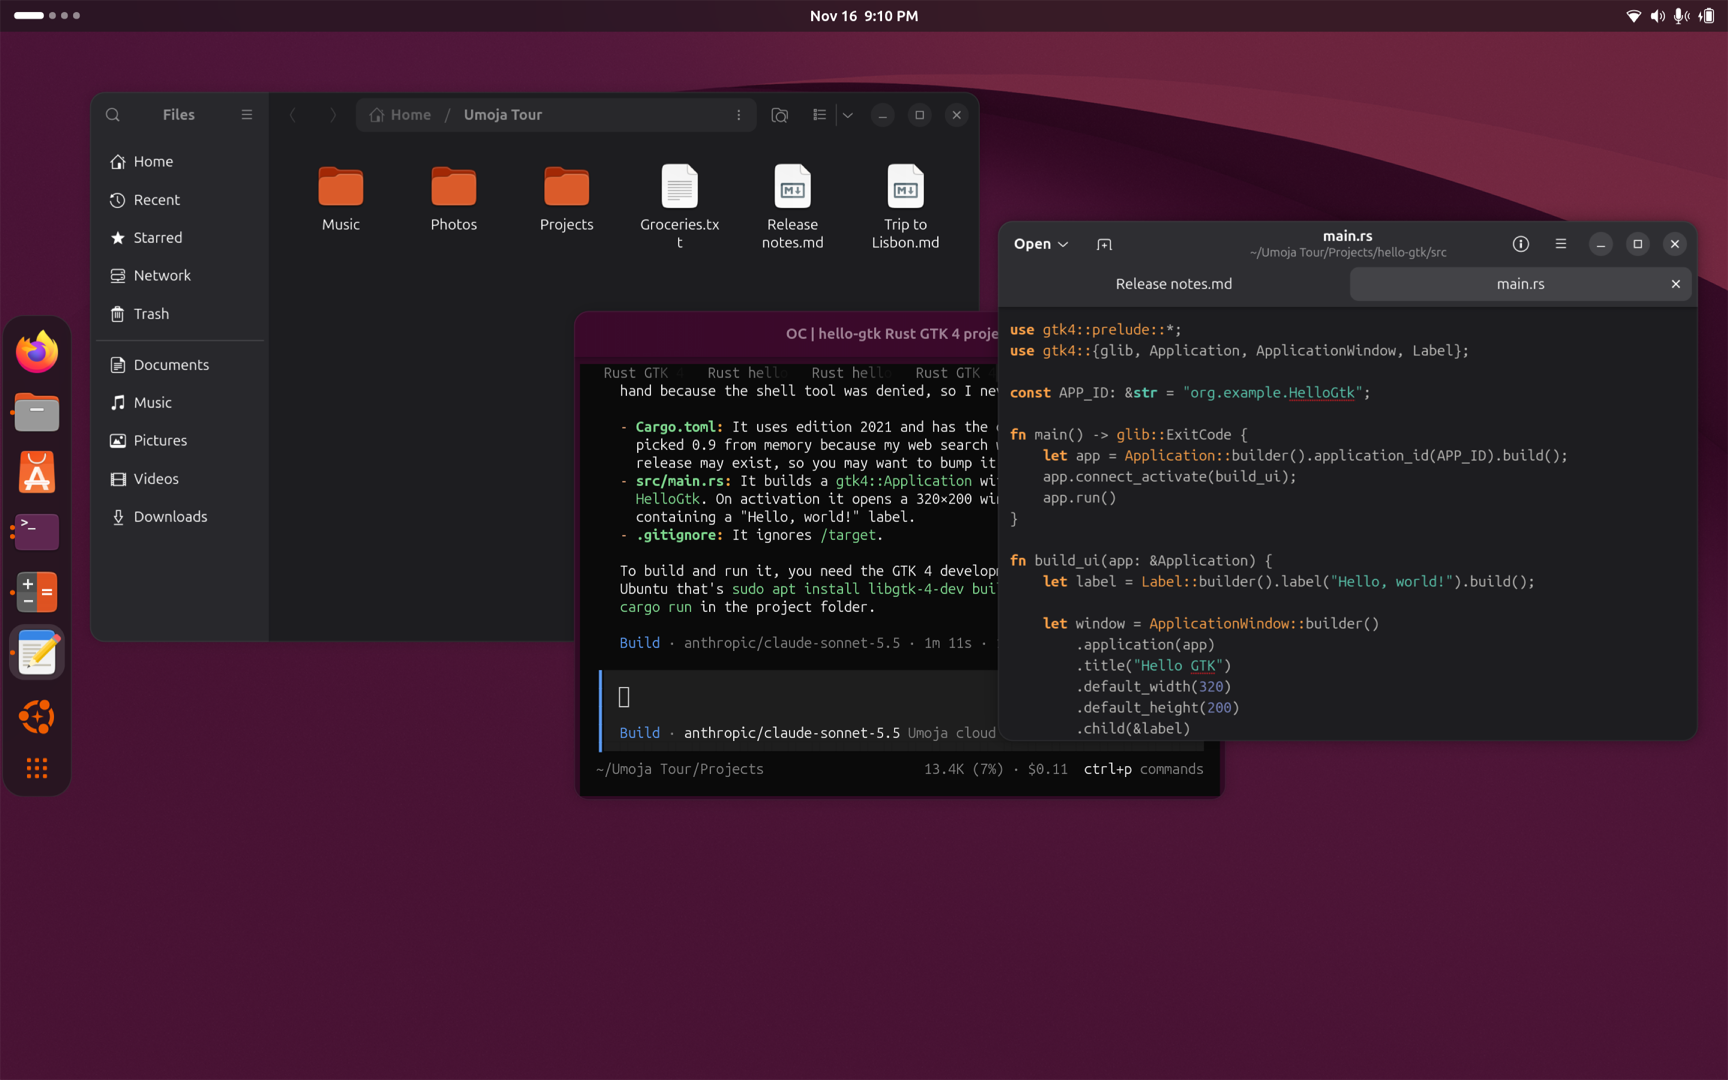 Nov 16 9:10 PM
Files
Home / Umoja Tour
Home
Recent
Starred
Network
Trash
Documents
Music
Pictures
Videos
Downloads
Music
Photos
Projects
Groceries.tx
t
Release
notes.md
Trip to
Lisbon.md
OC | hello-gtk Rust GTK 4 proje
Rust GTK 4 Rust hello Rust hello Rust GTK
hand because the shell tool was denied, so I ne
- Cargo.toml: It uses edition 2021 and has the
picked 0.9 from memory because my web search
release may exist, so you may want to bump it
- src/main.rs: It builds a gtk4::Application wi
HelloGtk. On activation it opens a 320×200 win
containing a "Hello, world!" label.
- .gitignore: It ignores /target.
To build and run it, you need the GTK 4 develop
Ubuntu that's sudo apt install libgtk-4-dev bui
cargo run in the project folder.
Build · anthropic/claude-sonnet-5.5 · 1m 11s ·
Build · anthropic/claude-sonnet-5.5 Umoja cloud
~/Umoja Tour/Projects 13.4K (7%) · $0.11 ctrl+p commands
Open
main.rs
~/Umoja Tour/Projects/hello-gtk/src
Release notes.md
main.rs
use gtk4::prelude::*;
use gtk4::{glib, Application, ApplicationWindow, Label};
const APP_ID: &str = "org.example.HelloGtk";
fn main() -> glib::ExitCode {
let app = Application::builder().application_id(APP_ID).build();
app.connect_activate(build_ui);
app.run()
}
fn build_ui(app: &Application) {
let label = Label::builder().label("Hello, world!").build();
let window = ApplicationWindow::builder()
.application(app)
.title("Hello GTK")
.default_width(320)
.default_height(200)
.child(&label)